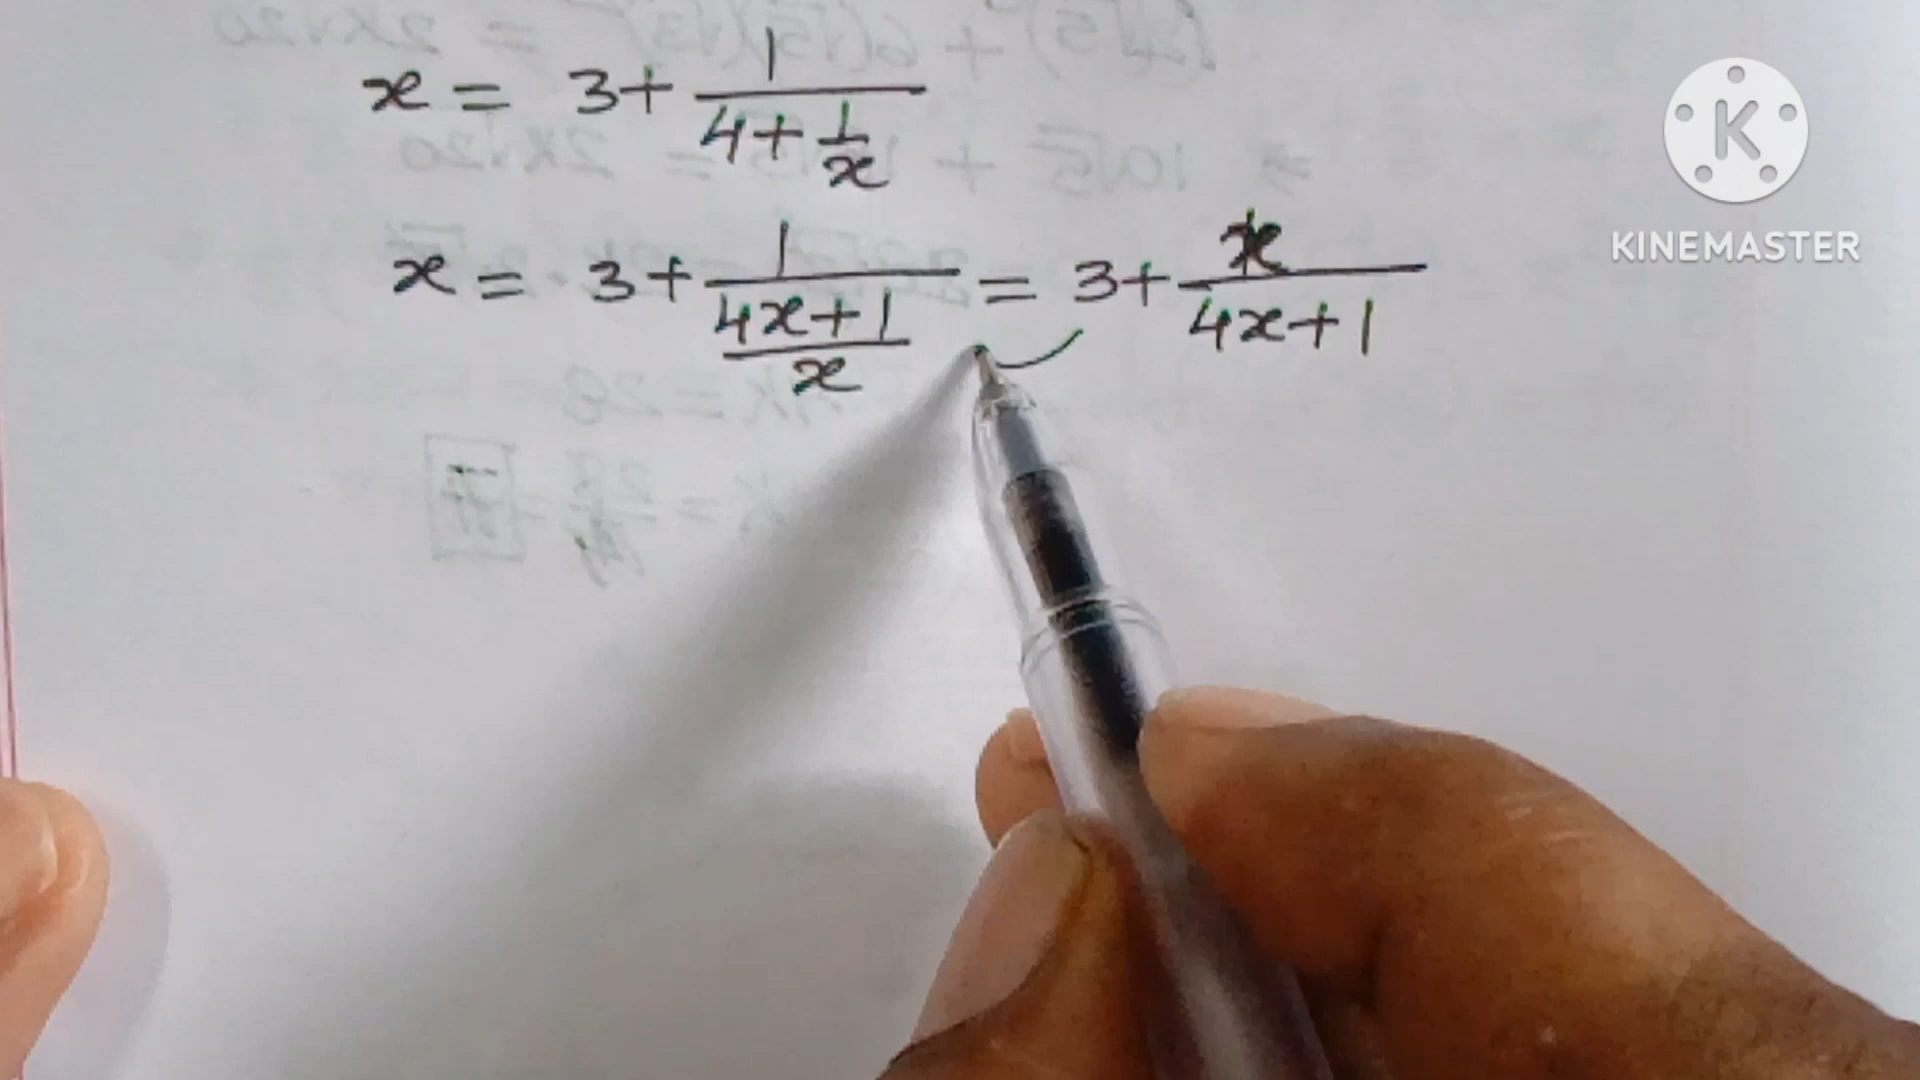 x = 3 + 1/(4 + 1/x)
x = 3 + 1/((4x+1)/x) = 3 + x/(4x+1)
K
KINEMASTER